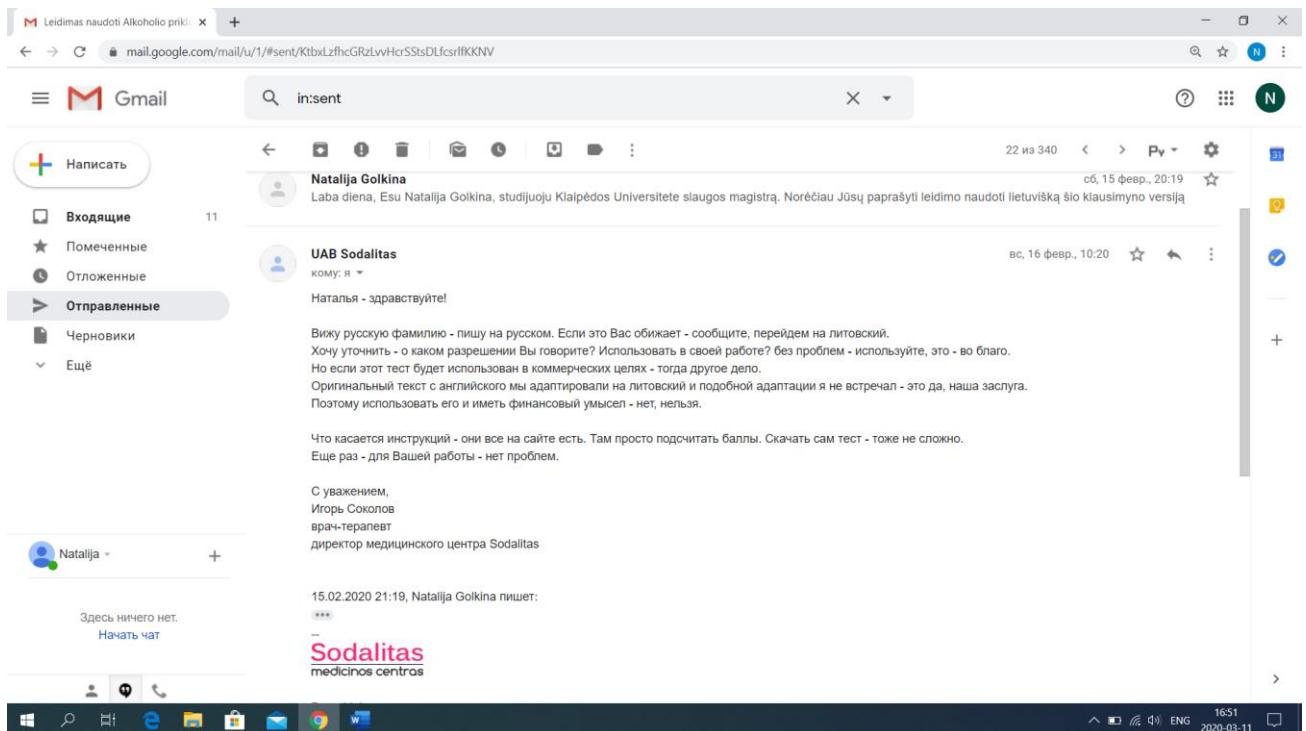 Leidimas naudoti Alkoholio prikl
mail.google.com/mail/u/1/#sent/KtbxLzfhcGRzLvvHcrSStsDLfcsrlfKKNV
N
Gmail
in:sent
N
Написать
22 из 340
Natalija Golkina
сб, 15 февр., 20:19
Laba diena, Esu Natalija Golkina, studijuoju Klaipėdos Universitete slaugos magistrą. Norėčiau Jūsų paprašyti leidimo naudoti lietuvišką šio klausimyno versiją
Входящие 11
Помеченные
Отложенные
Отправленные
Черновики
Ещё
UAB Sodalitas
вс, 16 февр., 10:20
кому: я
Наталья - здравствуйте!
Вижу русскую фамилию - пишу на русском. Если это Вас обижает - сообщите, перейдем на литовский.
Хочу уточнить - о каком разрешении Вы говорите? Использовать в своей работе? без проблем - используйте, это - во благо.
Но если этот тест будет использован в коммерческих целях - тогда другое дело.
Оригинальный текст с английского мы адаптировали на литовский и подобной адаптации я не встречал - это да, наша заслуга.
Поэтому использовать его и иметь финансовый умысел - нет, нельзя.
Что касается инструкций - они все на сайте есть. Там просто подсчитать баллы. Скачать сам тест - тоже не сложно.
Еще раз - для Вашей работы - нет проблем.
С уважением,
Игорь Соколов
врач-терапевт
директор медицинского центра Sodalitas
15.02.2020 21:19, Natalija Golkina пишет:
--
Sodalitas
medicinos centras
Natalija
Здесь ничего нет.
Начать чат
31
ENG
16:51
2020-03-11